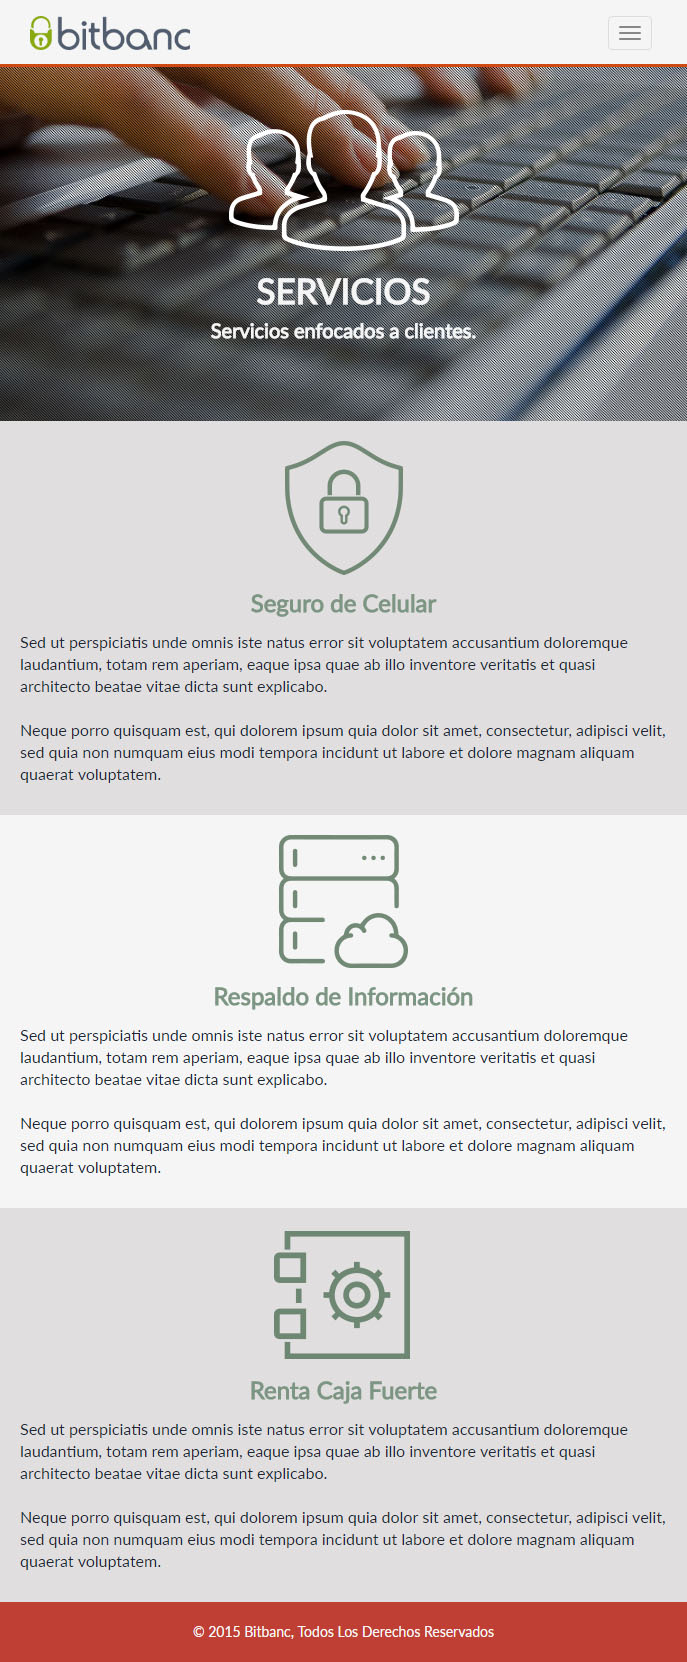 bitbanc
SERVICIOS
Servicios enfocados a clientes.
Seguro de Celular
Sed ut perspiciatis unde omnis iste natus error sit voluptatem accusantium doloremque
laudantium, totam rem aperiam, eaque ipsa quae ab illo inventore veritatis et quasi
architecto beatae vitae dicta sunt explicabo.
Neque porro quisquam est, qui dolorem ipsum quia dolor sit amet, consectetur, adipisci velit,
sed quia non numquam eius modi tempora incidunt ut labore et dolore magnam aliquam
quaerat voluptatem.
Respaldo de Información
Sed ut perspiciatis unde omnis iste natus error sit voluptatem accusantium doloremque
laudantium, totam rem aperiam, eaque ipsa quae ab illo inventore veritatis et quasi
architecto beatae vitae dicta sunt explicabo.
Neque porro quisquam est, qui dolorem ipsum quia dolor sit amet, consectetur, adipisci velit,
sed quia non numquam eius modi tempora incidunt ut labore et dolore magnam aliquam
quaerat voluptatem.
Renta Caja Fuerte
Sed ut perspiciatis unde omnis iste natus error sit voluptatem accusantium doloremque
laudantium, totam rem aperiam, eaque ipsa quae ab illo inventore veritatis et quasi
architecto beatae vitae dicta sunt explicabo.
Neque porro quisquam est, qui dolorem ipsum quia dolor sit amet, consectetur, adipisci velit,
sed quia non numquam eius modi tempora incidunt ut labore et dolore magnam aliquam
quaerat voluptatem.
© 2015 Bitbanc, Todos Los Derechos Reservados